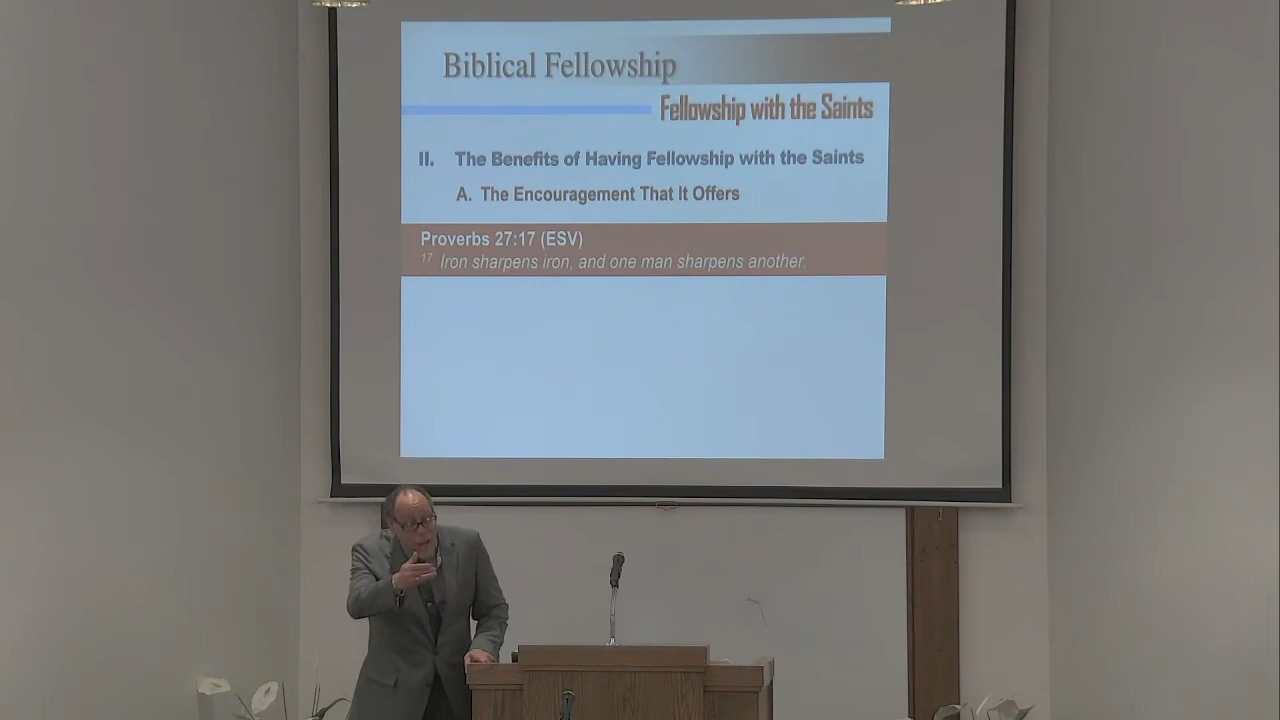 Biblical Fellowship
Fellowship with the Saints
II. The Benefits of Having Fellowship with the Saints
A. The Encouragement That It Offers
Proverbs 27:17 (ESV)
17 Iron sharpens iron, and one man sharpens another.